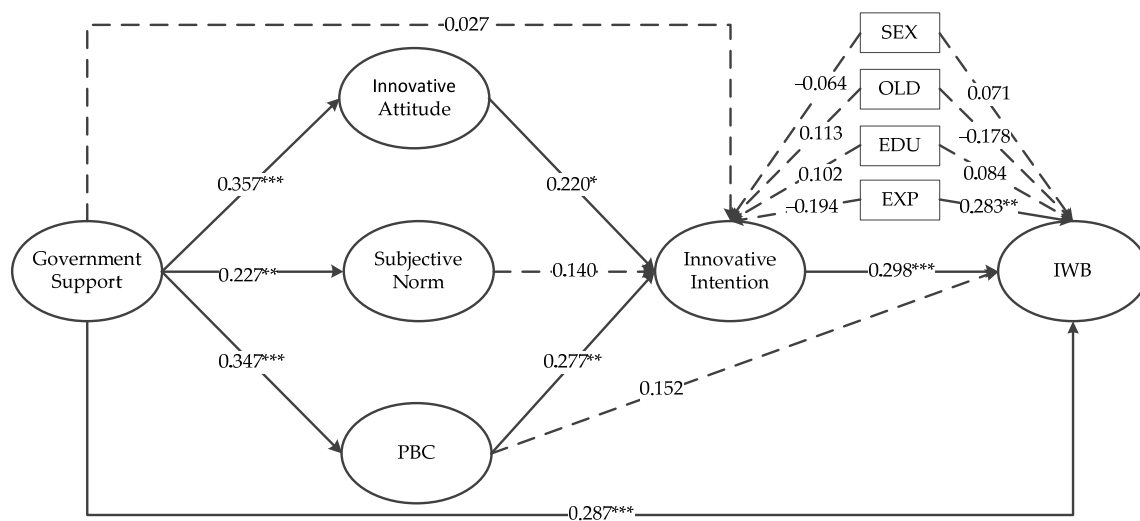 0.027
SEX
–0.064
0.071
Innovative
Attitude
OLD
0.113
–0.178
EDU
0.102
0.084
0.357***
0.220*
EXP
–0.194
0.283**
Government
Support
0.227**
Subjective
Norm
0.140
Innovative
Intention
0.298***
IWB
0.347***
0.277**
0.152
PBC
0.287***